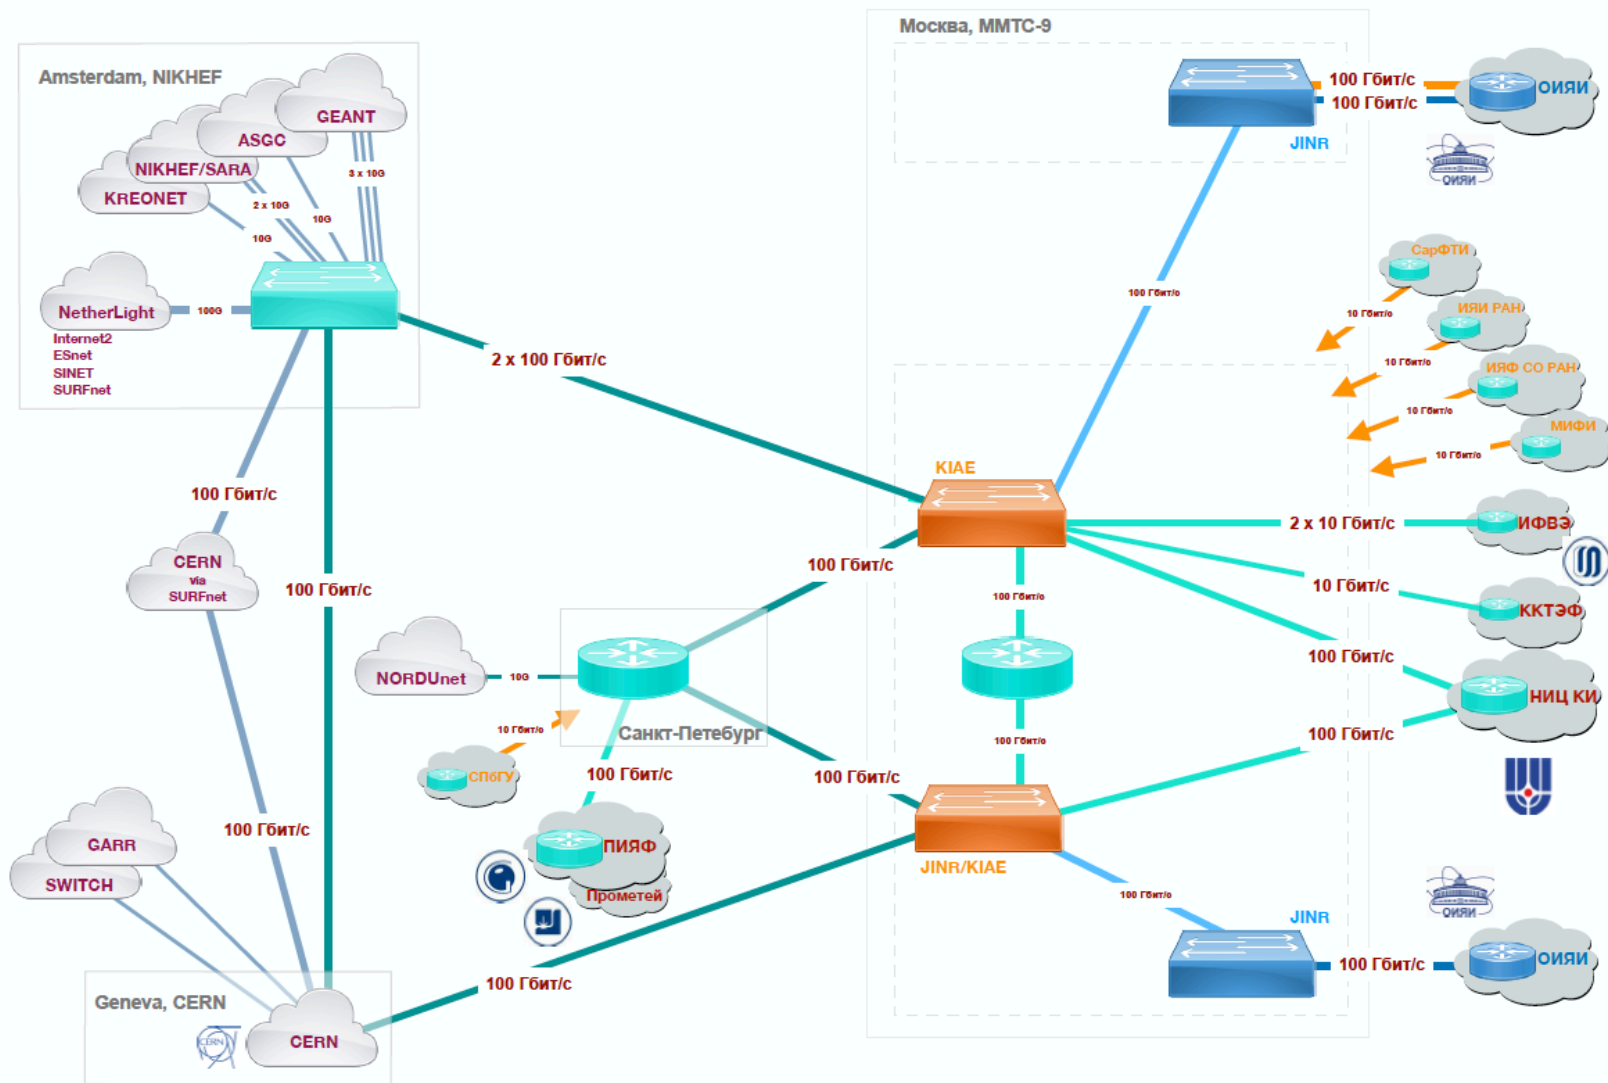 Москва, ММТС-9
Amsterdam, NIKHEF
GEANT
ASGC
NIKHEF/SARA
KREONET
3 x 10G
2 x 10G
10G
10G
NetherLight
100G
Internet2
ESnet
SINET
SURFnet
100 Гбит/с
100 Гбит/с
ОИЯИ
JINR
ОИЯИ
100 Гбит/о
СарФТИ
10 Гбит/о
ИЯИ РАН
10 Гбит/о
ИЯФ СО РАН
10 Гбит/о
МИФИ
10 Гбит/о
2 x 100 Гбит/с
KIAE
100 Гбит/с
CERN
via
SURFnet
100 Гбит/с
100 Гбит/с
100 Гбит/о
2 x 10 Гбит/с
ИФВЭ
10 Гбит/с
ККТЭФ
100 Гбит/с
НИЦ КИ
100 Гбит/с
NORDUnet
10G
10 Гбит/о
Санкт-Петебург
100 Гбит/о
СПбГУ
100 Гбит/с
100 Гбит/с
ПИЯФ
Прометей
JINR/KIAE
100 Гбит/с
GARR
SWITCH
100 Гбит/о
JINR
ОИЯИ
100 Гбит/с
ОИЯИ
100 Гбит/с
Geneva, CERN
CERN
CERN